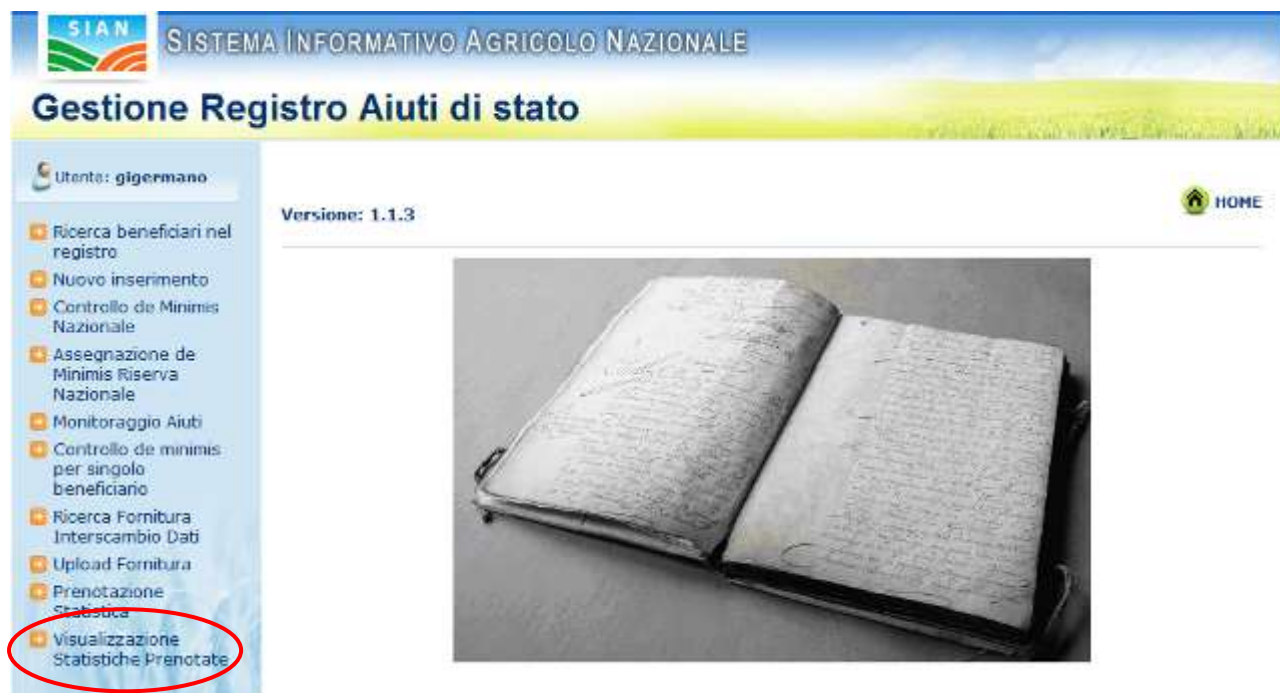 SIAN
SISTEMA INFORMATIVO AGRICOLO NAZIONALE
Gestione Registro Aiuti di stato
Utente: gigermano
Versione: 1.1.3
HOME
Ricerca beneficiari nel
registro
Nuovo inserimento
Controllo de Minimis
Nazionale
Assegnazione de
Minimis Riserva
Nazionale
Monitoraggio Aiuti
Controllo de minimis
per singolo
beneficiario
Ricerca Fornitura
Interscambio Dati
Upload Fornitura
Prenotazione
Statistica
Visualizzazione
Statistiche Prenotate